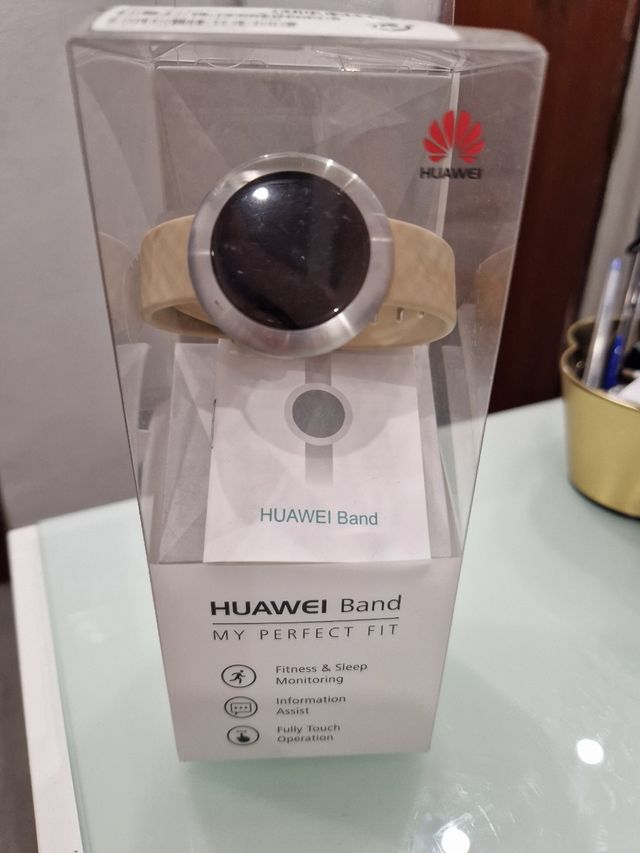 HUAWEI
HUAWEI Band
HUAWEI Band
MY PERFECT FIT
Fitness & Sleep
Monitoring
Information
Assist
Fully Touch
Operation